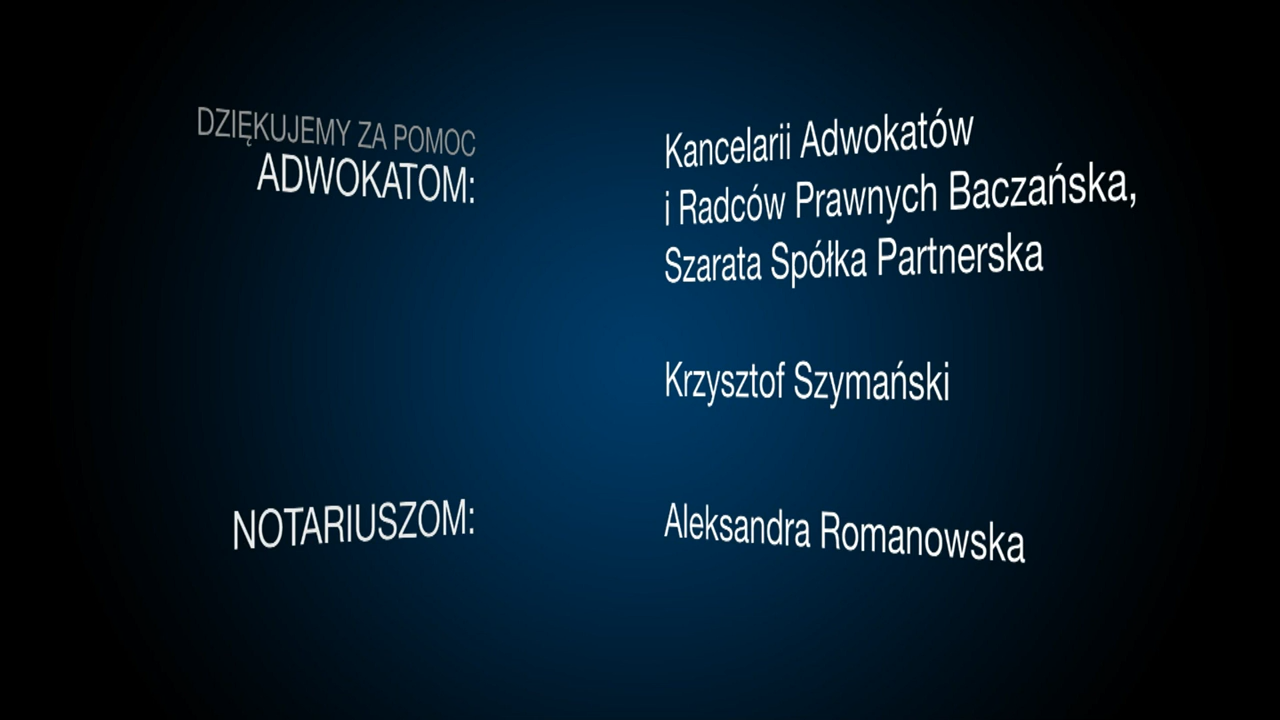 DZIĘKUJEMY ZA POMOC
ADWOKATOM:
Kancelarii Adwokatów
i Radców Prawnych Baczańska,
Szarata Spółka Partnerska
Krzysztof Szymański
NOTARIUSZOM:
Aleksandra Romanowska